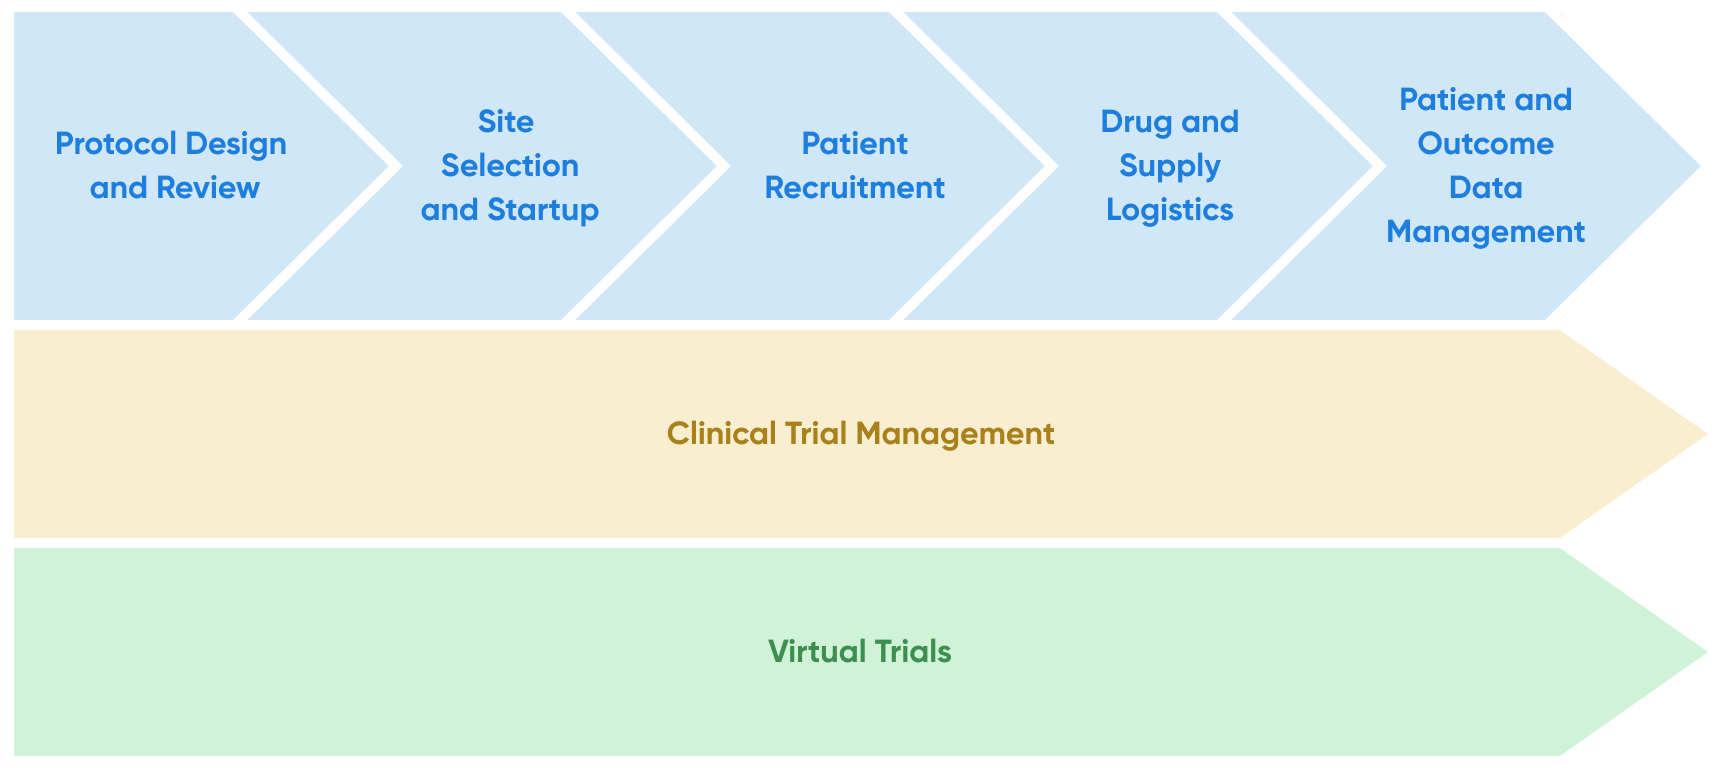 Protocol Design
and Review
Site
Selection
and Startup
Patient
Recruitment
Drug and
Supply
Logistics
Patient and
Outcome
Data
Management
Clinical Trial Management
Virtual Trials